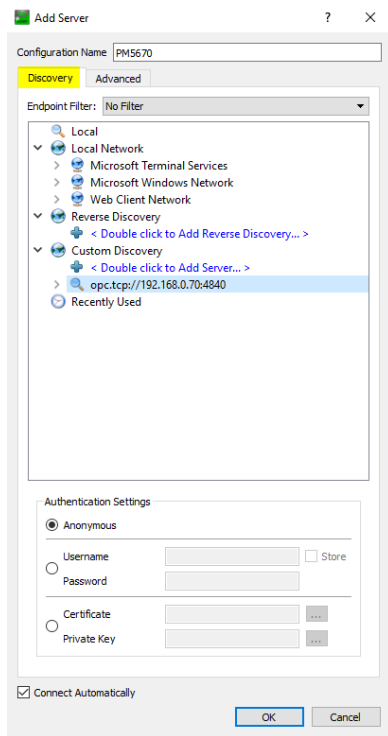 Add Server
Configuration Name PM5670
Discovery Advanced
Endpoint Filter: No Filter
Local
Local Network
Microsoft Terminal Services
Microsoft Windows Network
Web Client Network
Reverse Discovery
< Double click to Add Reverse Discovery... >
Custom Discovery
< Double click to Add Server... >
opc.tcp://192.168.0.70:4840
Recently Used
Authentication Settings
Anonymous
Username Store
Password
Certificate ...
Private Key ...
Connect Automatically
OK Cancel